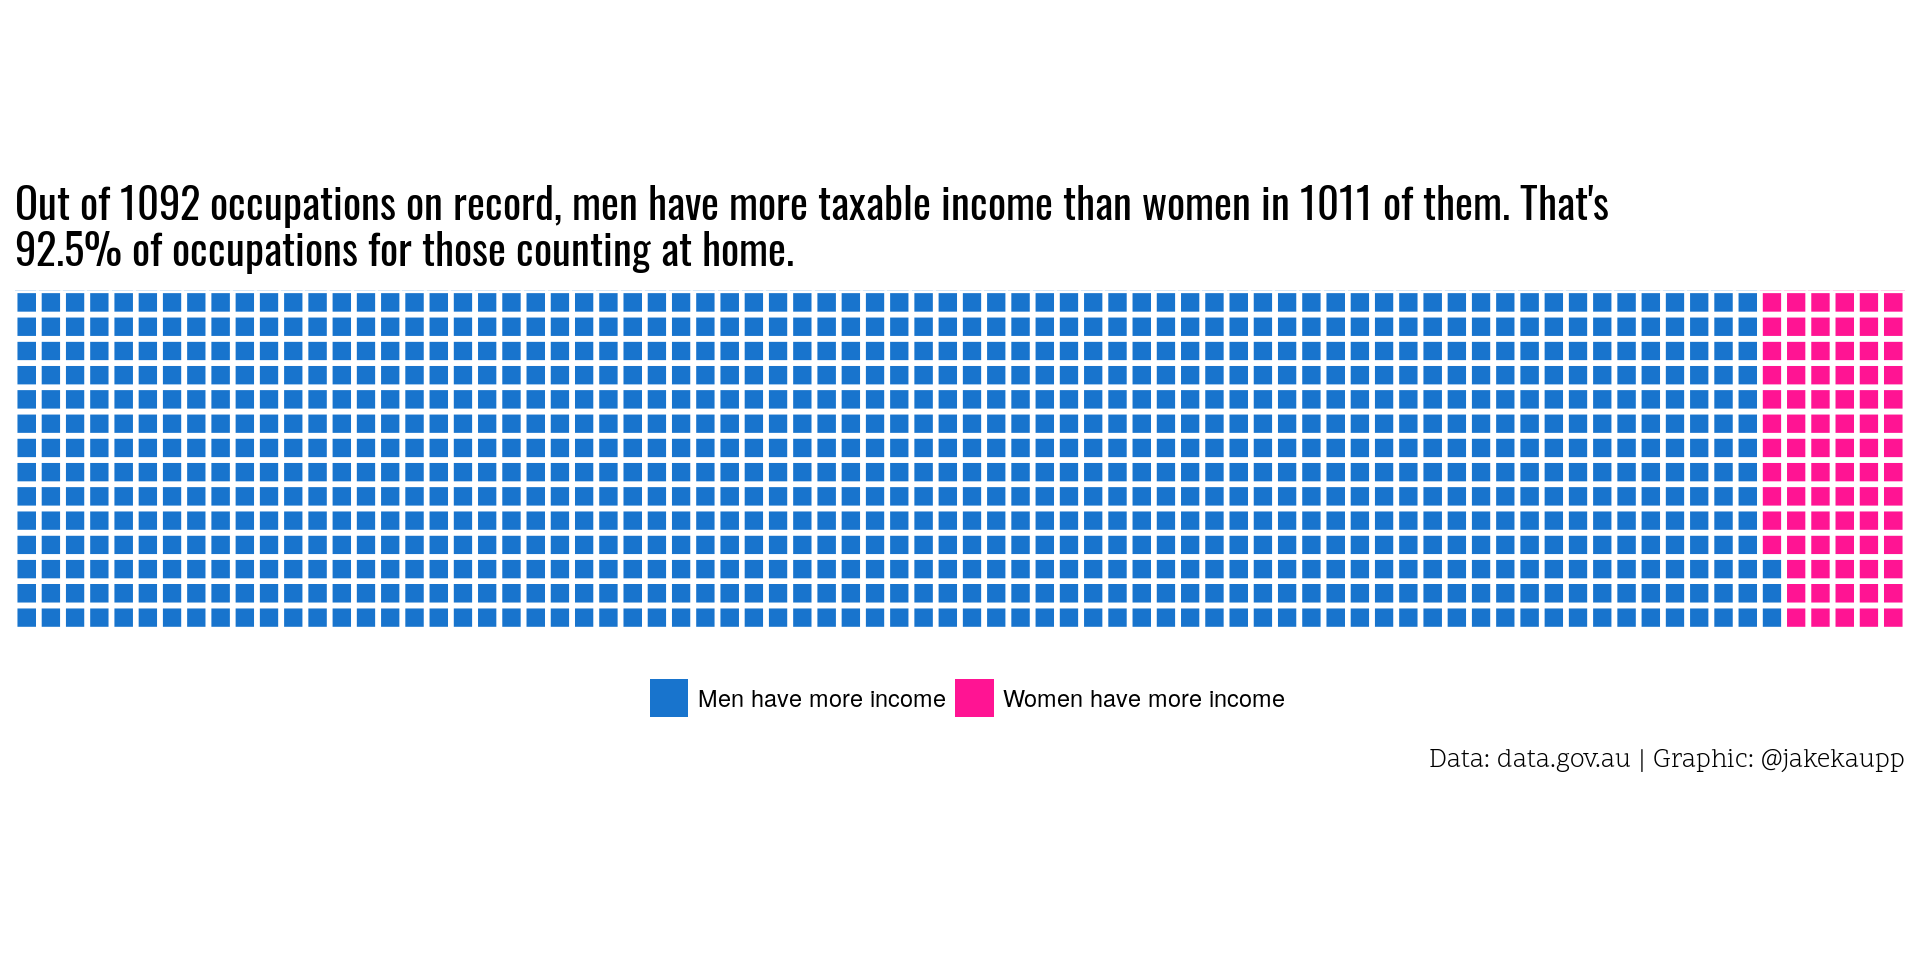 Out of 1092 occupations on record, men have more taxable income than women in 1011 of them. That's
92.5% of occupations for those counting at home.
Men have more income Women have more income
Data: data.gov.au | Graphic: @jakekaupp